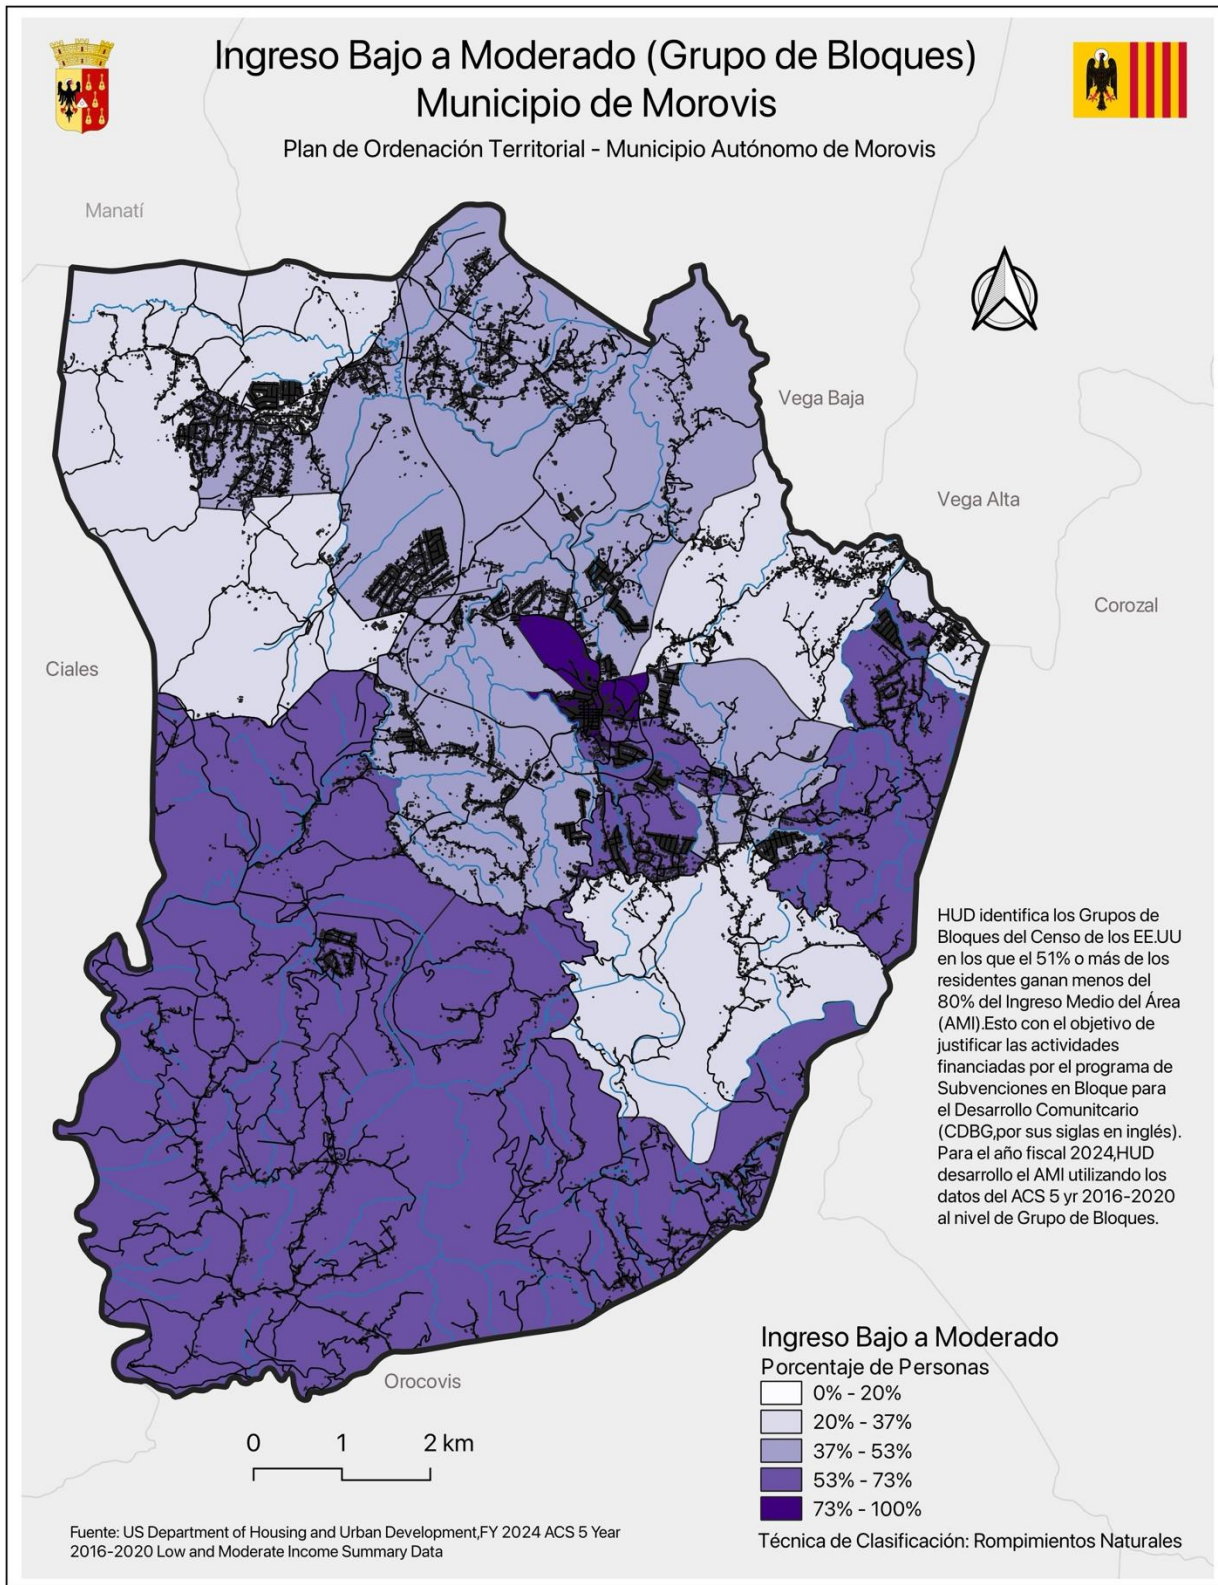 Ingreso Bajo a Moderado (Grupo de Bloques)
Municipio de Morovis
Plan de Ordenación Territorial - Municipio Autónomo de Morovis
Manatí
Vega Baja
Vega Alta
Corozal
Ciales
HUD identifica los Grupos de
Bloques del Censo de los EE.UU
en los que el 51% o más de los
residentes ganan menos del
80% del Ingreso Medio del Área
(AMI).Esto con el objetivo de
justificar las actividades
financiadas por el programa de
Subvenciones en Bloque para
el Desarrollo Comunitcario
(CDBG,por sus siglas en inglés).
Para el año fiscal 2024,HUD
desarrollo el AMI utilizando los
datos del ACS 5 yr 2016-2020
al nivel de Grupo de Bloques.
Orocovis
Ingreso Bajo a Moderado
Porcentaje de Personas
0% - 20%
20% - 37%
37% - 53%
53% - 73%
73% - 100%
Técnica de Clasificación: Rompimientos Naturales
0 1 2 km
Fuente: US Department of Housing and Urban Development,FY 2024 ACS 5 Year
2016-2020 Low and Moderate Income Summary Data